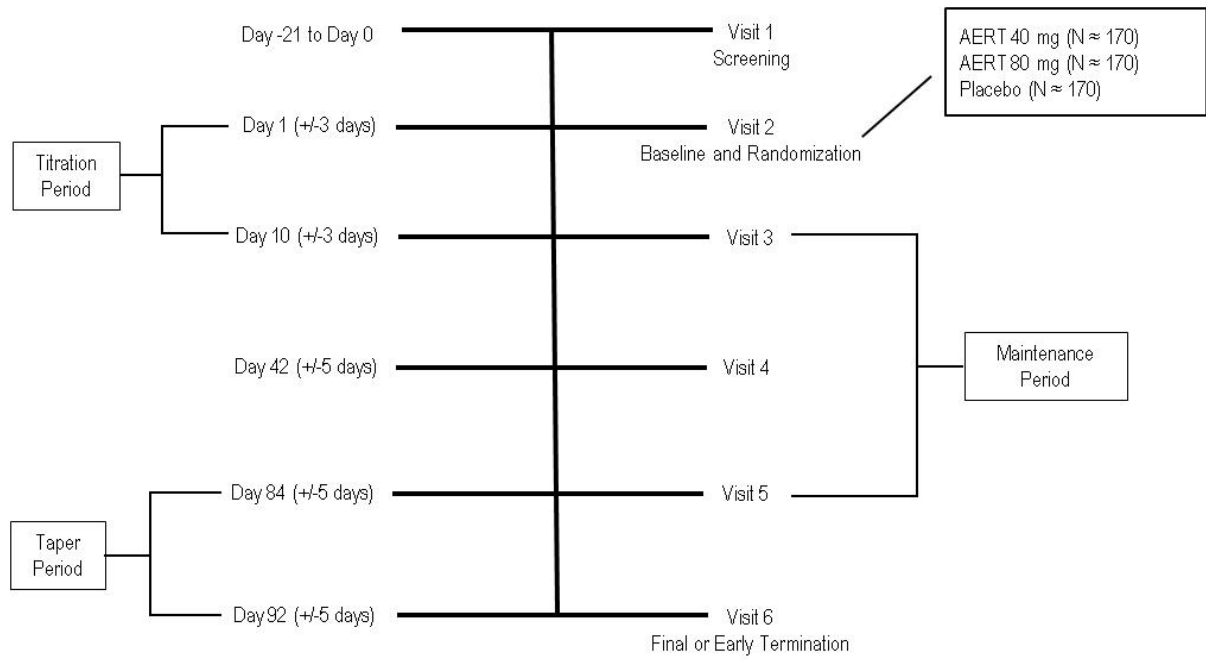 Day -21 to Day 0
Visit 1
Screening
AERT 40 mg (N ≈ 170)
AERT 80 mg (N ≈ 170)
Placebo (N ≈ 170)
Day 1 (+/-3 days)
Visit 2
Baseline and Randomization
Titration
Period
Day 10 (+/-3 days)
Visit 3
Day 42 (+/-5 days)
Visit 4
Maintenance
Period
Day 84 (+/-5 days)
Visit 5
Taper
Period
Day 92 (+/-5 days)
Visit 6
Final or Early Termination